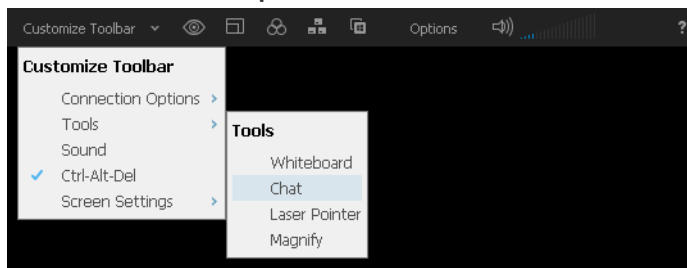 Customize Toolbar Options ?
Customize Toolbar
Connection Options
Tools
Sound
Ctrl-Alt-Del
Screen Settings
Tools
Whiteboard
Chat
Laser Pointer
Magnify